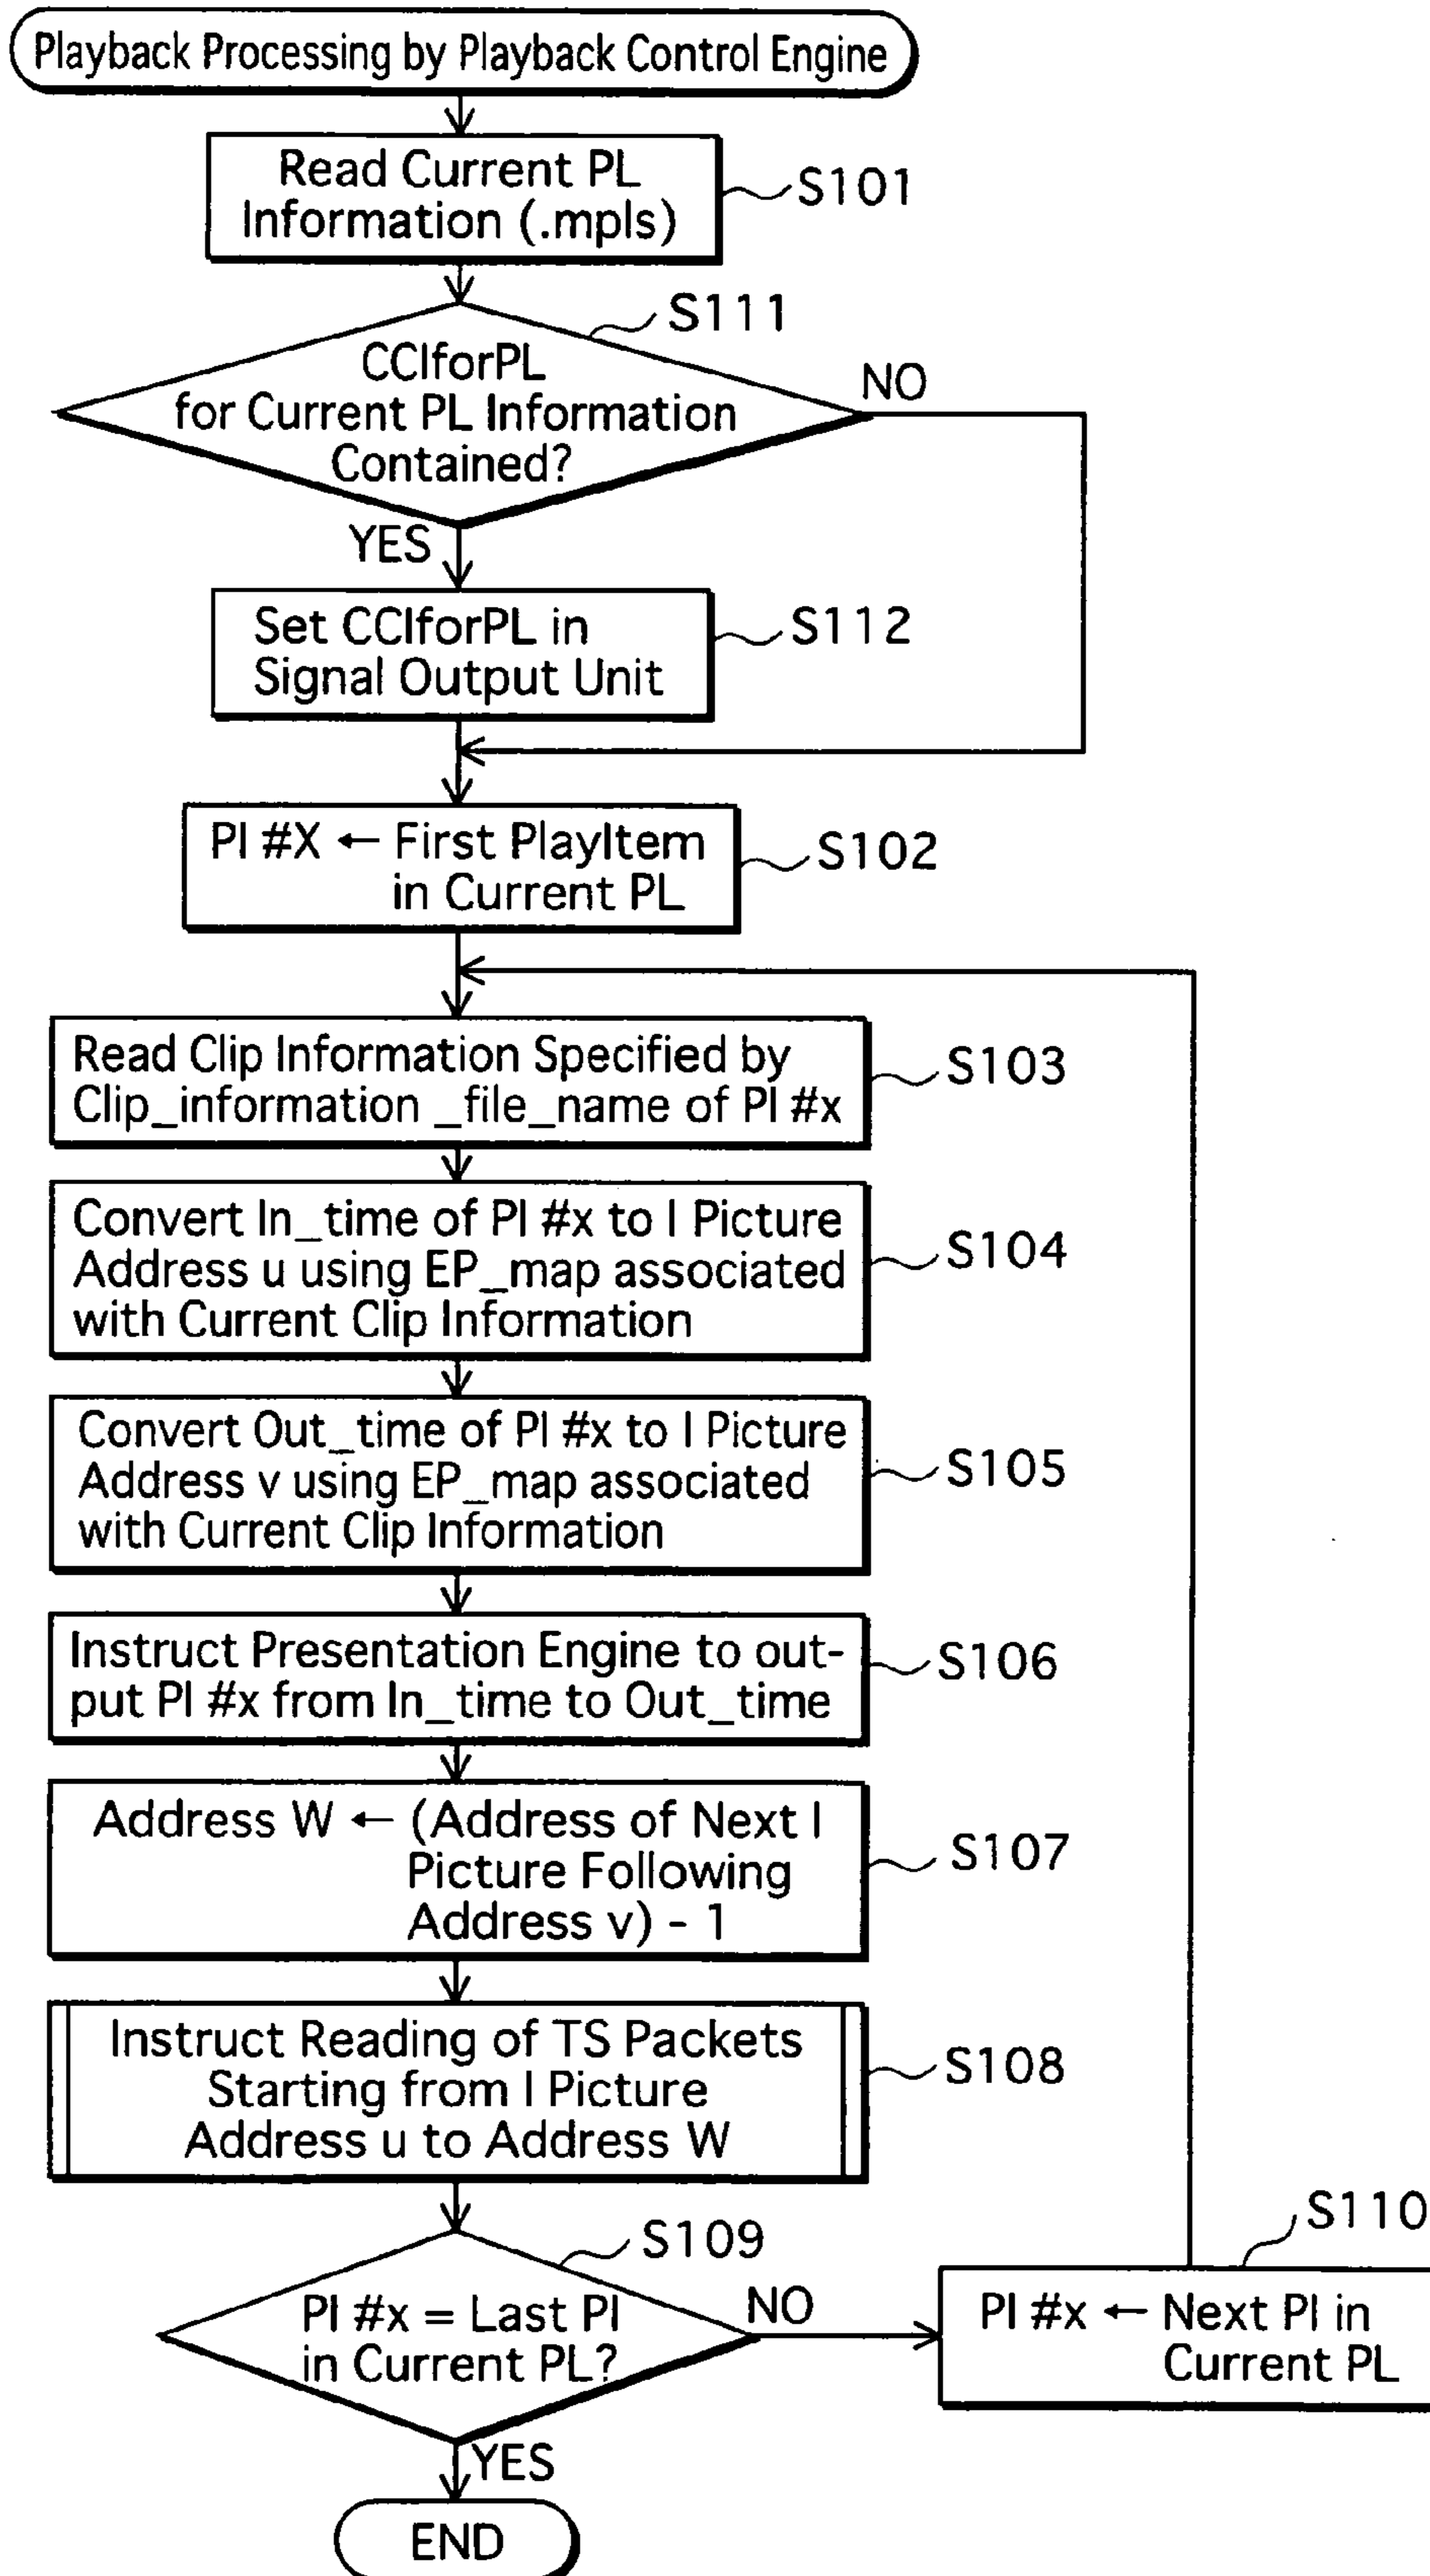 Playback Processing by Playback Control Engine
Read Current PL
Information (.mpls)
S101
S111
CCIforPL
for Current PL Information
Contained?
NO
YES
Set CCIforPL in
Signal Output Unit
S112
PI #X ← First PlayItem
in Current PL
S102
Read Clip Information Specified by
Clip_information _file_name of PI #x
S103
Convert In_time of PI #x to I Picture
Address u using EP_map associated
with Current Clip Information
S104
Convert Out_time of PI #x to I Picture
Address v using EP_map associated
with Current Clip Information
S105
Instruct Presentation Engine to out-
put PI #x from In_time to Out_time
S106
Address W ← (Address of Next I
Picture Following
Address v) - 1
S107
Instruct Reading of TS Packets
Starting from I Picture
Address u to Address W
S108
S109
PI #x = Last PI
in Current PL?
NO
S110
PI #x ← Next PI in
Current PL
YES
END